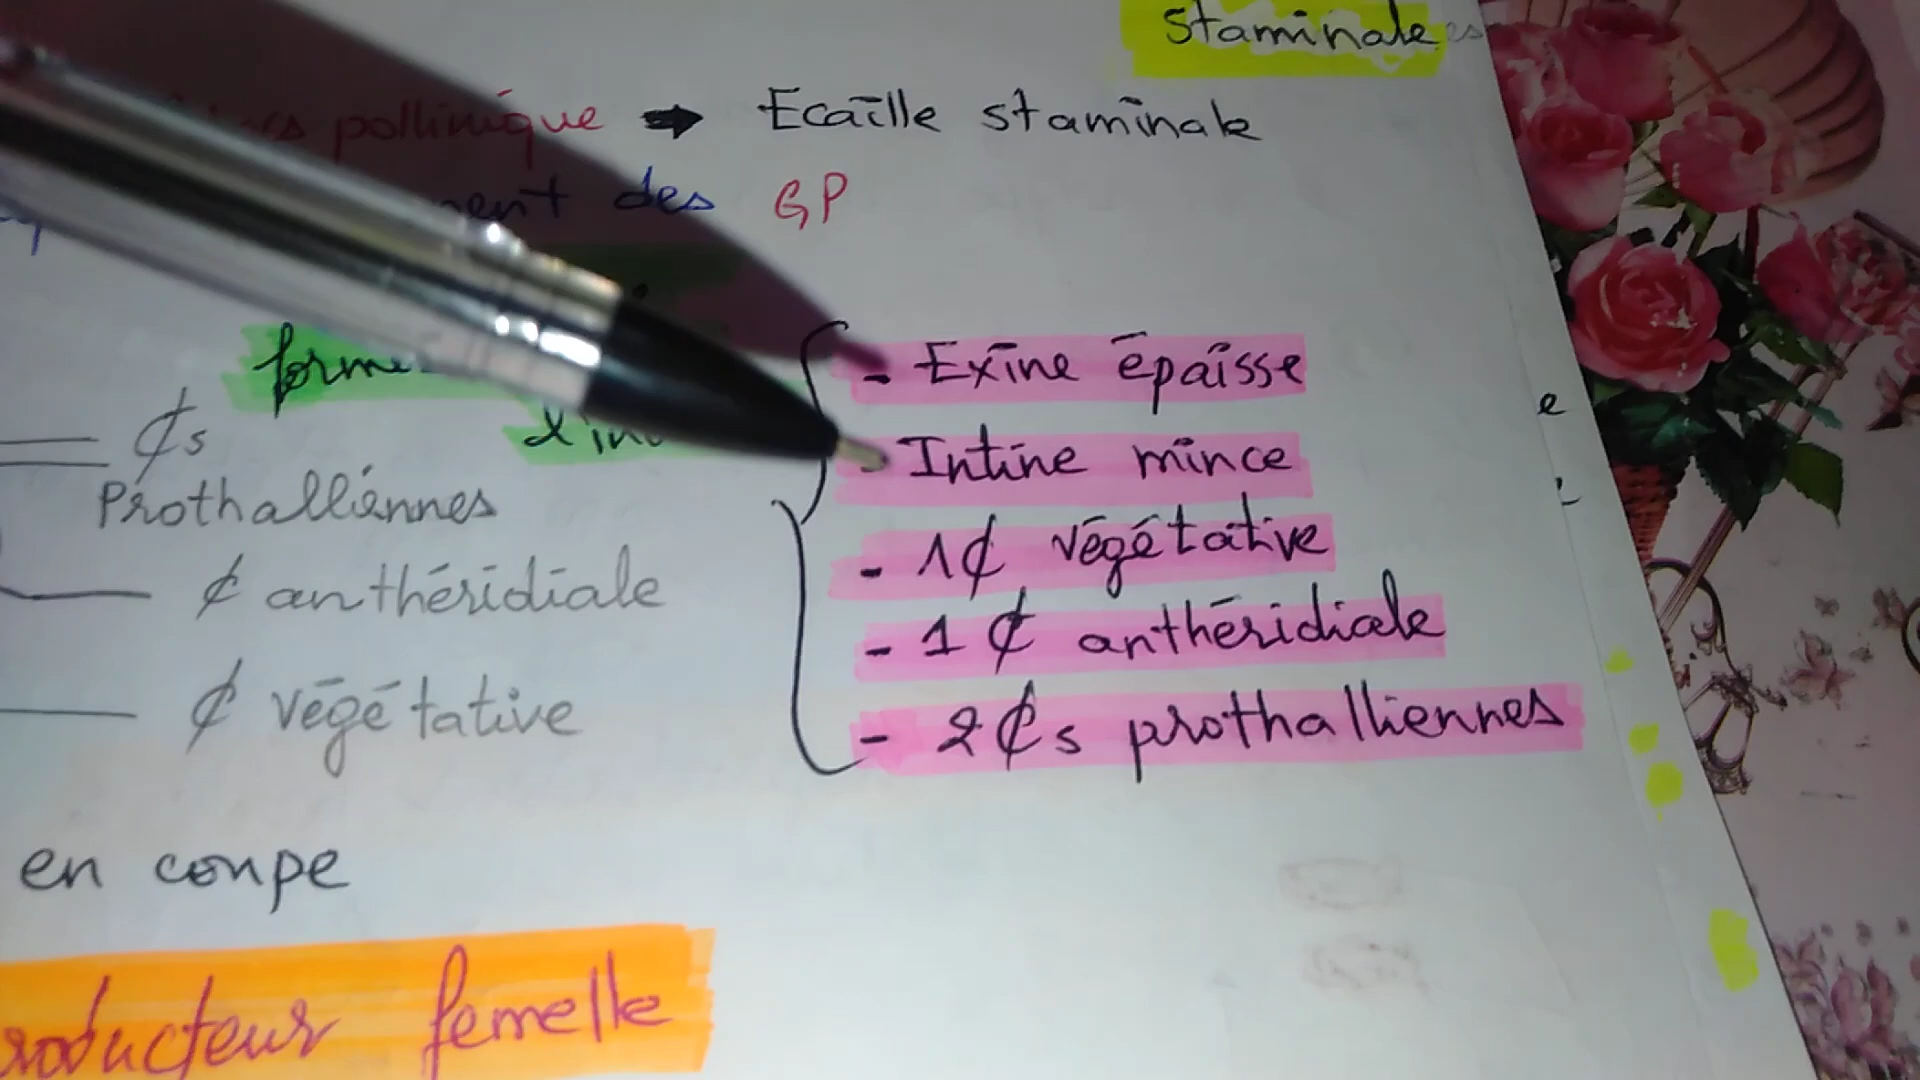 Staminales
pollinique → Ecaille staminale
des GP
- Exine épaisse
- Intine mince
- 1 ₵ végétative
- 1 ₵ anthéridiale
- 2 ₵s prothalliennes
₵s
Prothalliennes
₵ anthéridiale
₵ végétative
en coupe
femelle